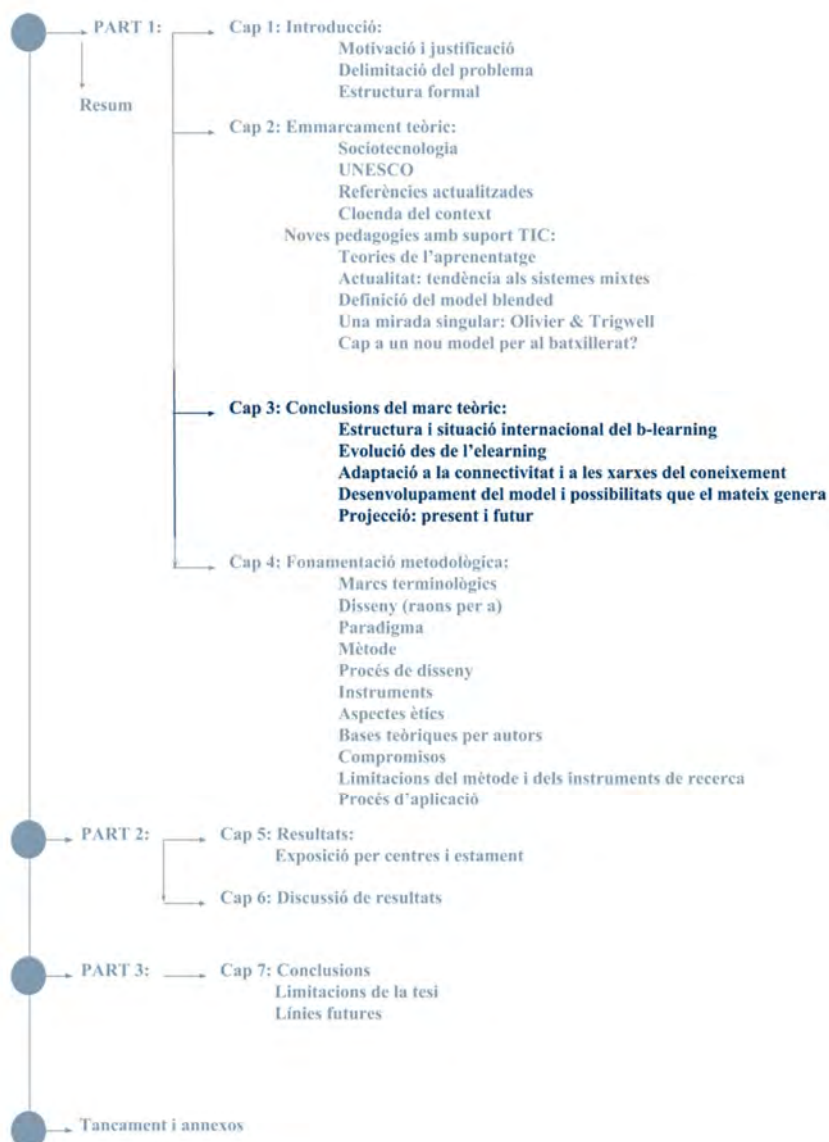 PART 1:
Resum
Cap 1: Introducció:
Motivació i justificació
Delimitació del problema
Estructura formal
Cap 2: Emmarcament teòric:
Sociotecnologia
UNESCO
Referències actualitzades
Cloenda del context
Noves pedagogies amb suport TIC:
Teories de l'aprenentatge
Actualitat: tendència als sistemes mixtes
Definició del model blended
Una mirada singular: Olivier & Trigwell
Cap a un nou model per al batxillerat?
Cap 3: Conclusions del marc teòric:
Estructura i situació internacional del b-learning
Evolució des de l'elearning
Adaptació a la connectivitat i a les xarxes del coneixement
Desenvolupament del model i possibilitats que el mateix genera
Projecció: present i futur
Cap 4: Fonamentació metodològica:
Marcs terminològics
Disseny (raons per a)
Paradigma
Mètode
Procés de disseny
Instruments
Aspectes ètics
Bases teòriques per autors
Compromisos
Limitacions del mètode i dels instruments de recerca
Procés d'aplicació
PART 2:
Cap 5: Resultats:
Exposició per centres i estament
Cap 6: Discussió de resultats
PART 3:
Cap 7: Conclusions
Limitacions de la tesi
Línies futures
Tancament i annexos